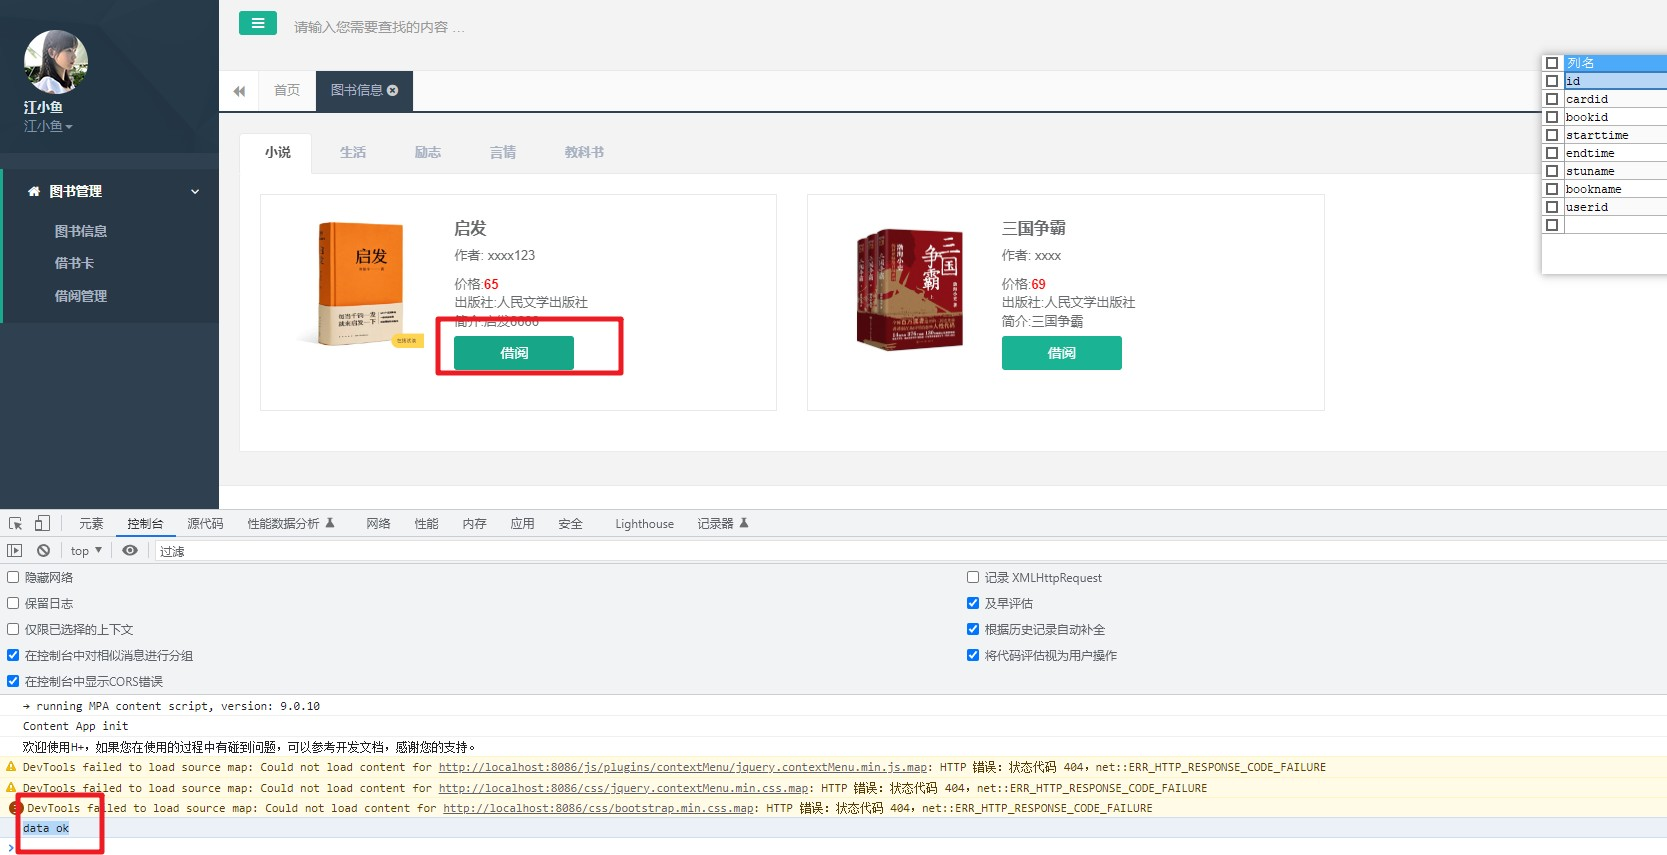 江小鱼
江小鱼
图书管理
图书信息
借书卡
借阅管理
请输入您需要查找的内容 …
首页
图书信息
小说
生活
励志
言情
教科书
启发
启发
作者: xxxx123
价格:65
出版社:人民文学出版社
简介:启发6666
借阅
三国
争霸
三国争霸
作者: xxxx
价格:69
出版社:人民文学出版社
简介:三国争霸
借阅
列名
id
cardid
bookid
starttime
endtime
stuname
bookname
userid
元素
控制台
源代码
性能数据分析
网络
性能
内存
应用
安全
Lighthouse
记录器
top
过滤
隐藏网络
保留日志
仅限已选择的上下文
在控制台中对相似消息进行分组
在控制台中显示CORS错误
记录 XMLHttpRequest
及早评估
根据历史记录自动补全
将代码评估视为用户操作
→ running MPA content script, version: 9.0.10
Content App init
欢迎使用H+，如果您在使用的过程中有碰到问题，可以参考开发文档，感谢您的支持。
DevTools failed to load source map: Could not load content for http://localhost:8086/js/plugins/contextMenu/jquery.contextMenu.min.js.map: HTTP 错误：状态代码 404，net::ERR_HTTP_RESPONSE_CODE_FAILURE
DevTools failed to load source map: Could not load content for http://localhost:8086/css/jquery.contextMenu.min.css.map: HTTP 错误：状态代码 404，net::ERR_HTTP_RESPONSE_CODE_FAILURE
DevTools failed to load source map: Could not load content for http://localhost:8086/css/bootstrap.min.css.map: HTTP 错误：状态代码 404，net::ERR_HTTP_RESPONSE_CODE_FAILURE
data ok